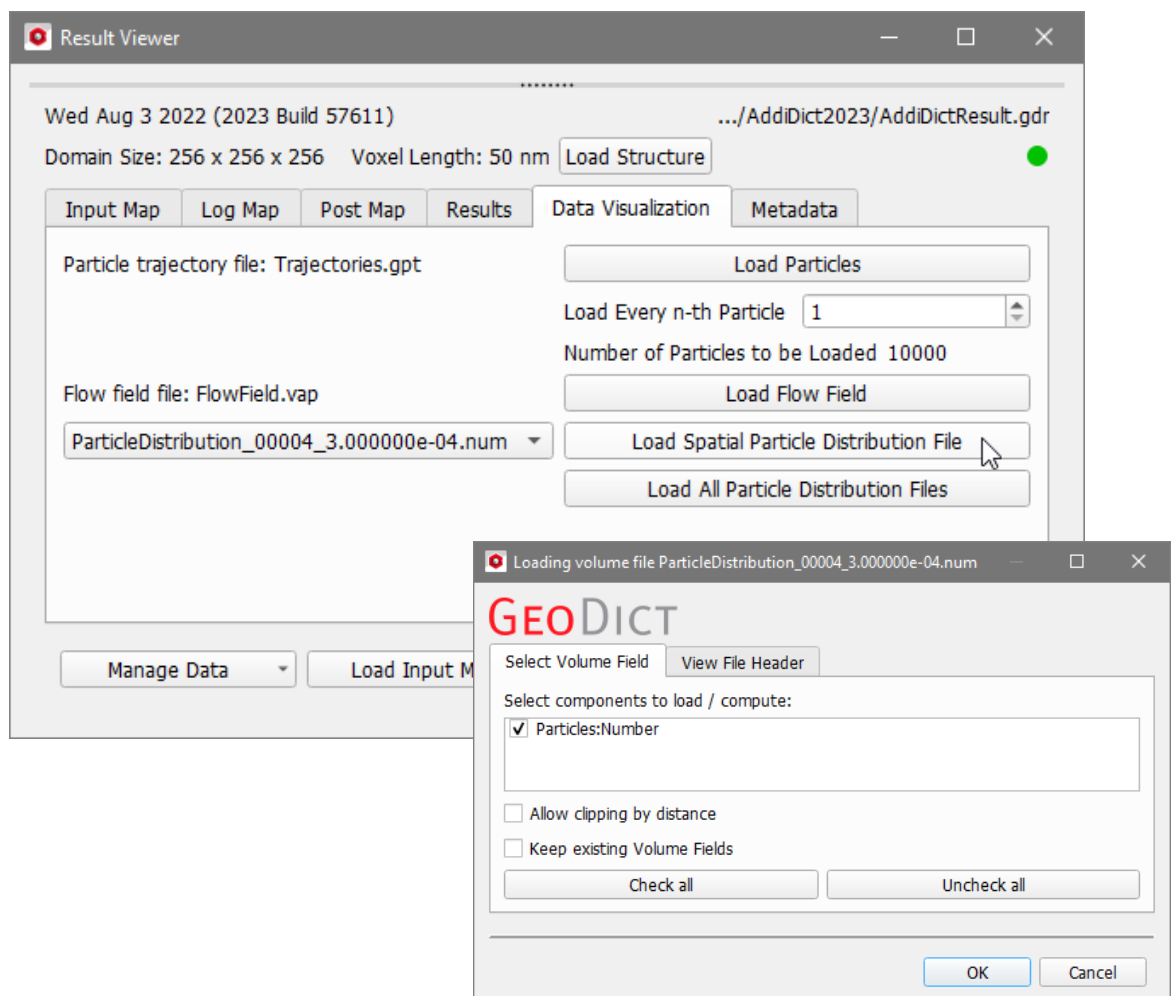 Result Viewer
Wed Aug 3 2022 (2023 Build 57611) .../AddiDict2023/AddiDictResult.gdr
Domain Size: 256 x 256 x 256 Voxel Length: 50 nm Load Structure
Input Map Log Map Post Map Results Data Visualization Metadata
Particle trajectory file: Trajectories.gpt Load Particles
Load Every n-th Particle 1
Number of Particles to be Loaded 10000
Flow field file: FlowField.vap Load Flow Field
ParticleDistribution_00004_3.000000e-04.num Load Spatial Particle Distribution File
Load All Particle Distribution Files
Manage Data Load Input M
Loading volume file ParticleDistribution_00004_3.000000e-04.num
GEODICT
Select Volume Field View File Header
Select components to load / compute:
Particles:Number
Allow clipping by distance
Keep existing Volume Fields
Check all Uncheck all
OK Cancel